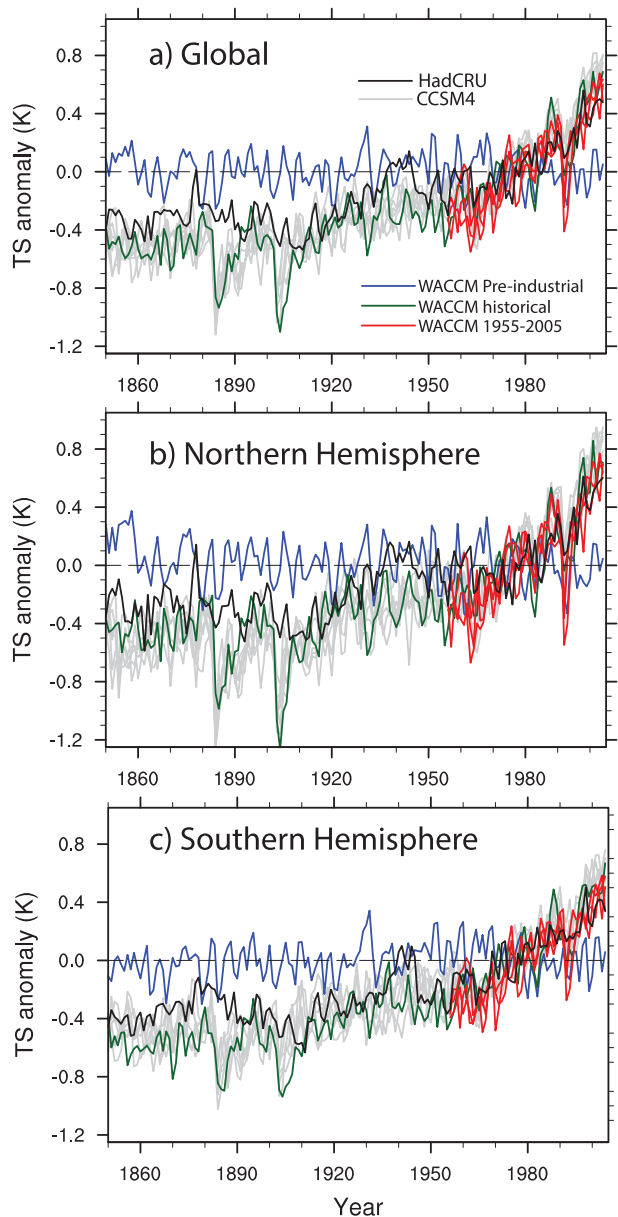 a) Global
HadCRU
CCSM4
0.8
0.4
0.0
-0.4
-0.8
-1.2
TS anomaly (K)
WACCM Pre-industrial
WACCM historical
WACCM 1955-2005
1860 1890 1920 1950 1980
b) Northern Hemisphere
0.8
0.4
0.0
-0.4
-0.8
-1.2
TS anomaly (K)
1860 1890 1920 1950 1980
c) Southern Hemisphere
0.8
0.4
0.0
-0.4
-0.8
-1.2
TS anomaly (K)
1860 1890 1920 1950 1980
Year